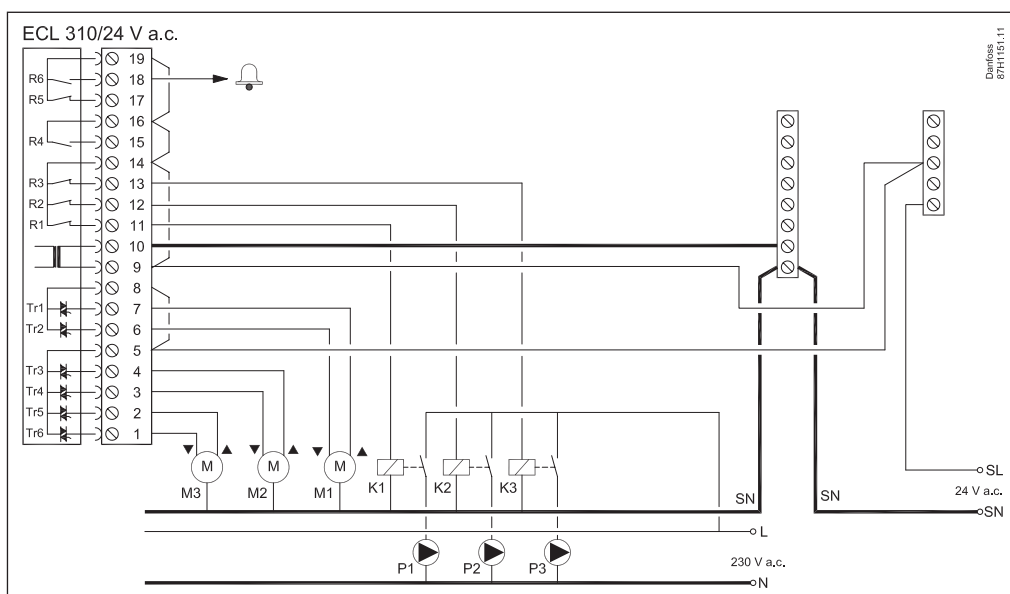 ECL 310/24 V a.c.
Danfoss
87H1151.11
19
R6 18
R5 17
16
R4 15
14
R3 13
R2 12
R1 11
10
9
8
Tr1 7
Tr2 6
5
Tr3 4
Tr4 3
Tr5 2
Tr6 1
M M M
M3 M2 M1 K1 K2 K3
SL
24 V a.c.
SN SN SN
L
P1 P2 P3
230 V a.c.
N